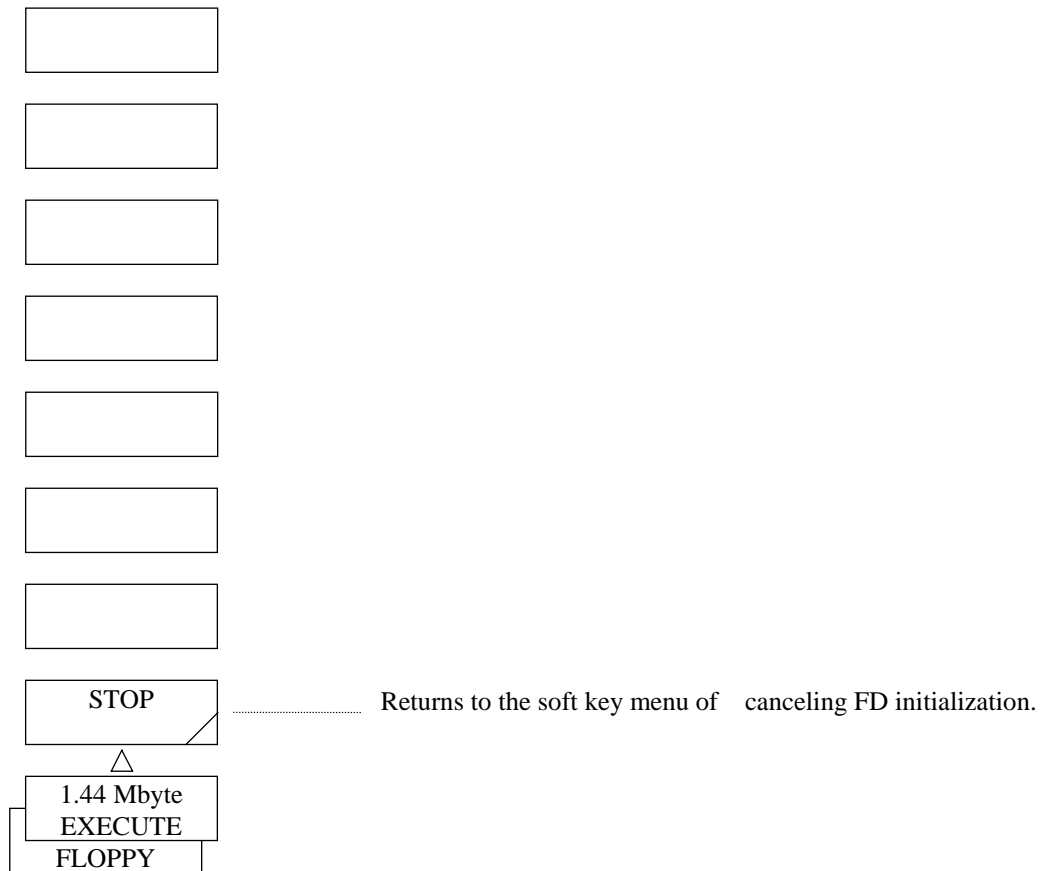 STOP
Returns to the soft key menu of canceling FD initialization.
1.44 Mbyte
EXECUTE
FLOPPY